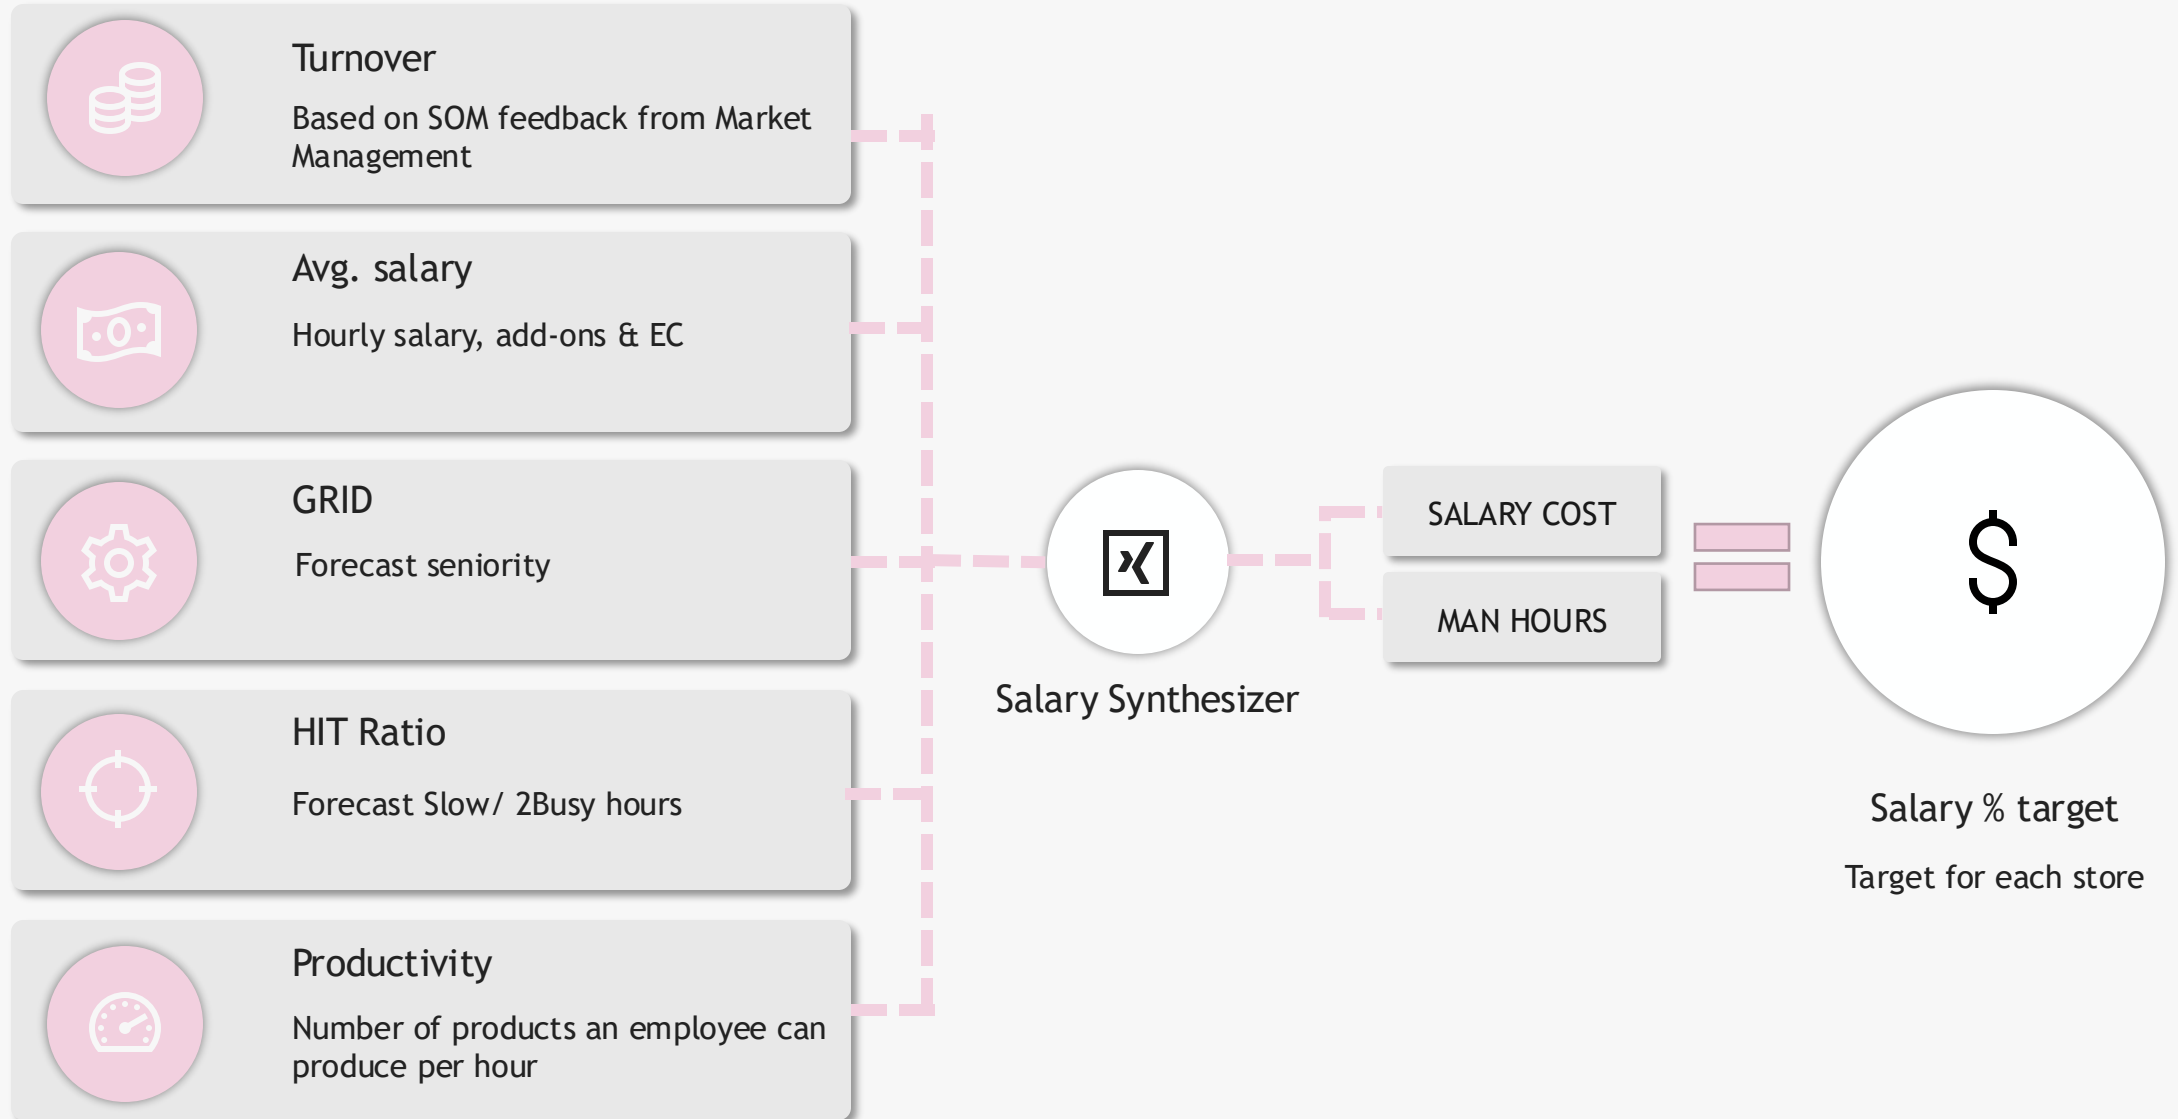 Turnover
Based on SOM feedback from Market
Management
Avg. salary
Hourly salary, add-ons & EC
GRID
Forecast seniority
HIT Ratio
Forecast Slow/ 2Busy hours
Productivity
Number of products an employee can
produce per hour
Salary Synthesizer
SALARY COST
MAN HOURS
$
Salary % target
Target for each store